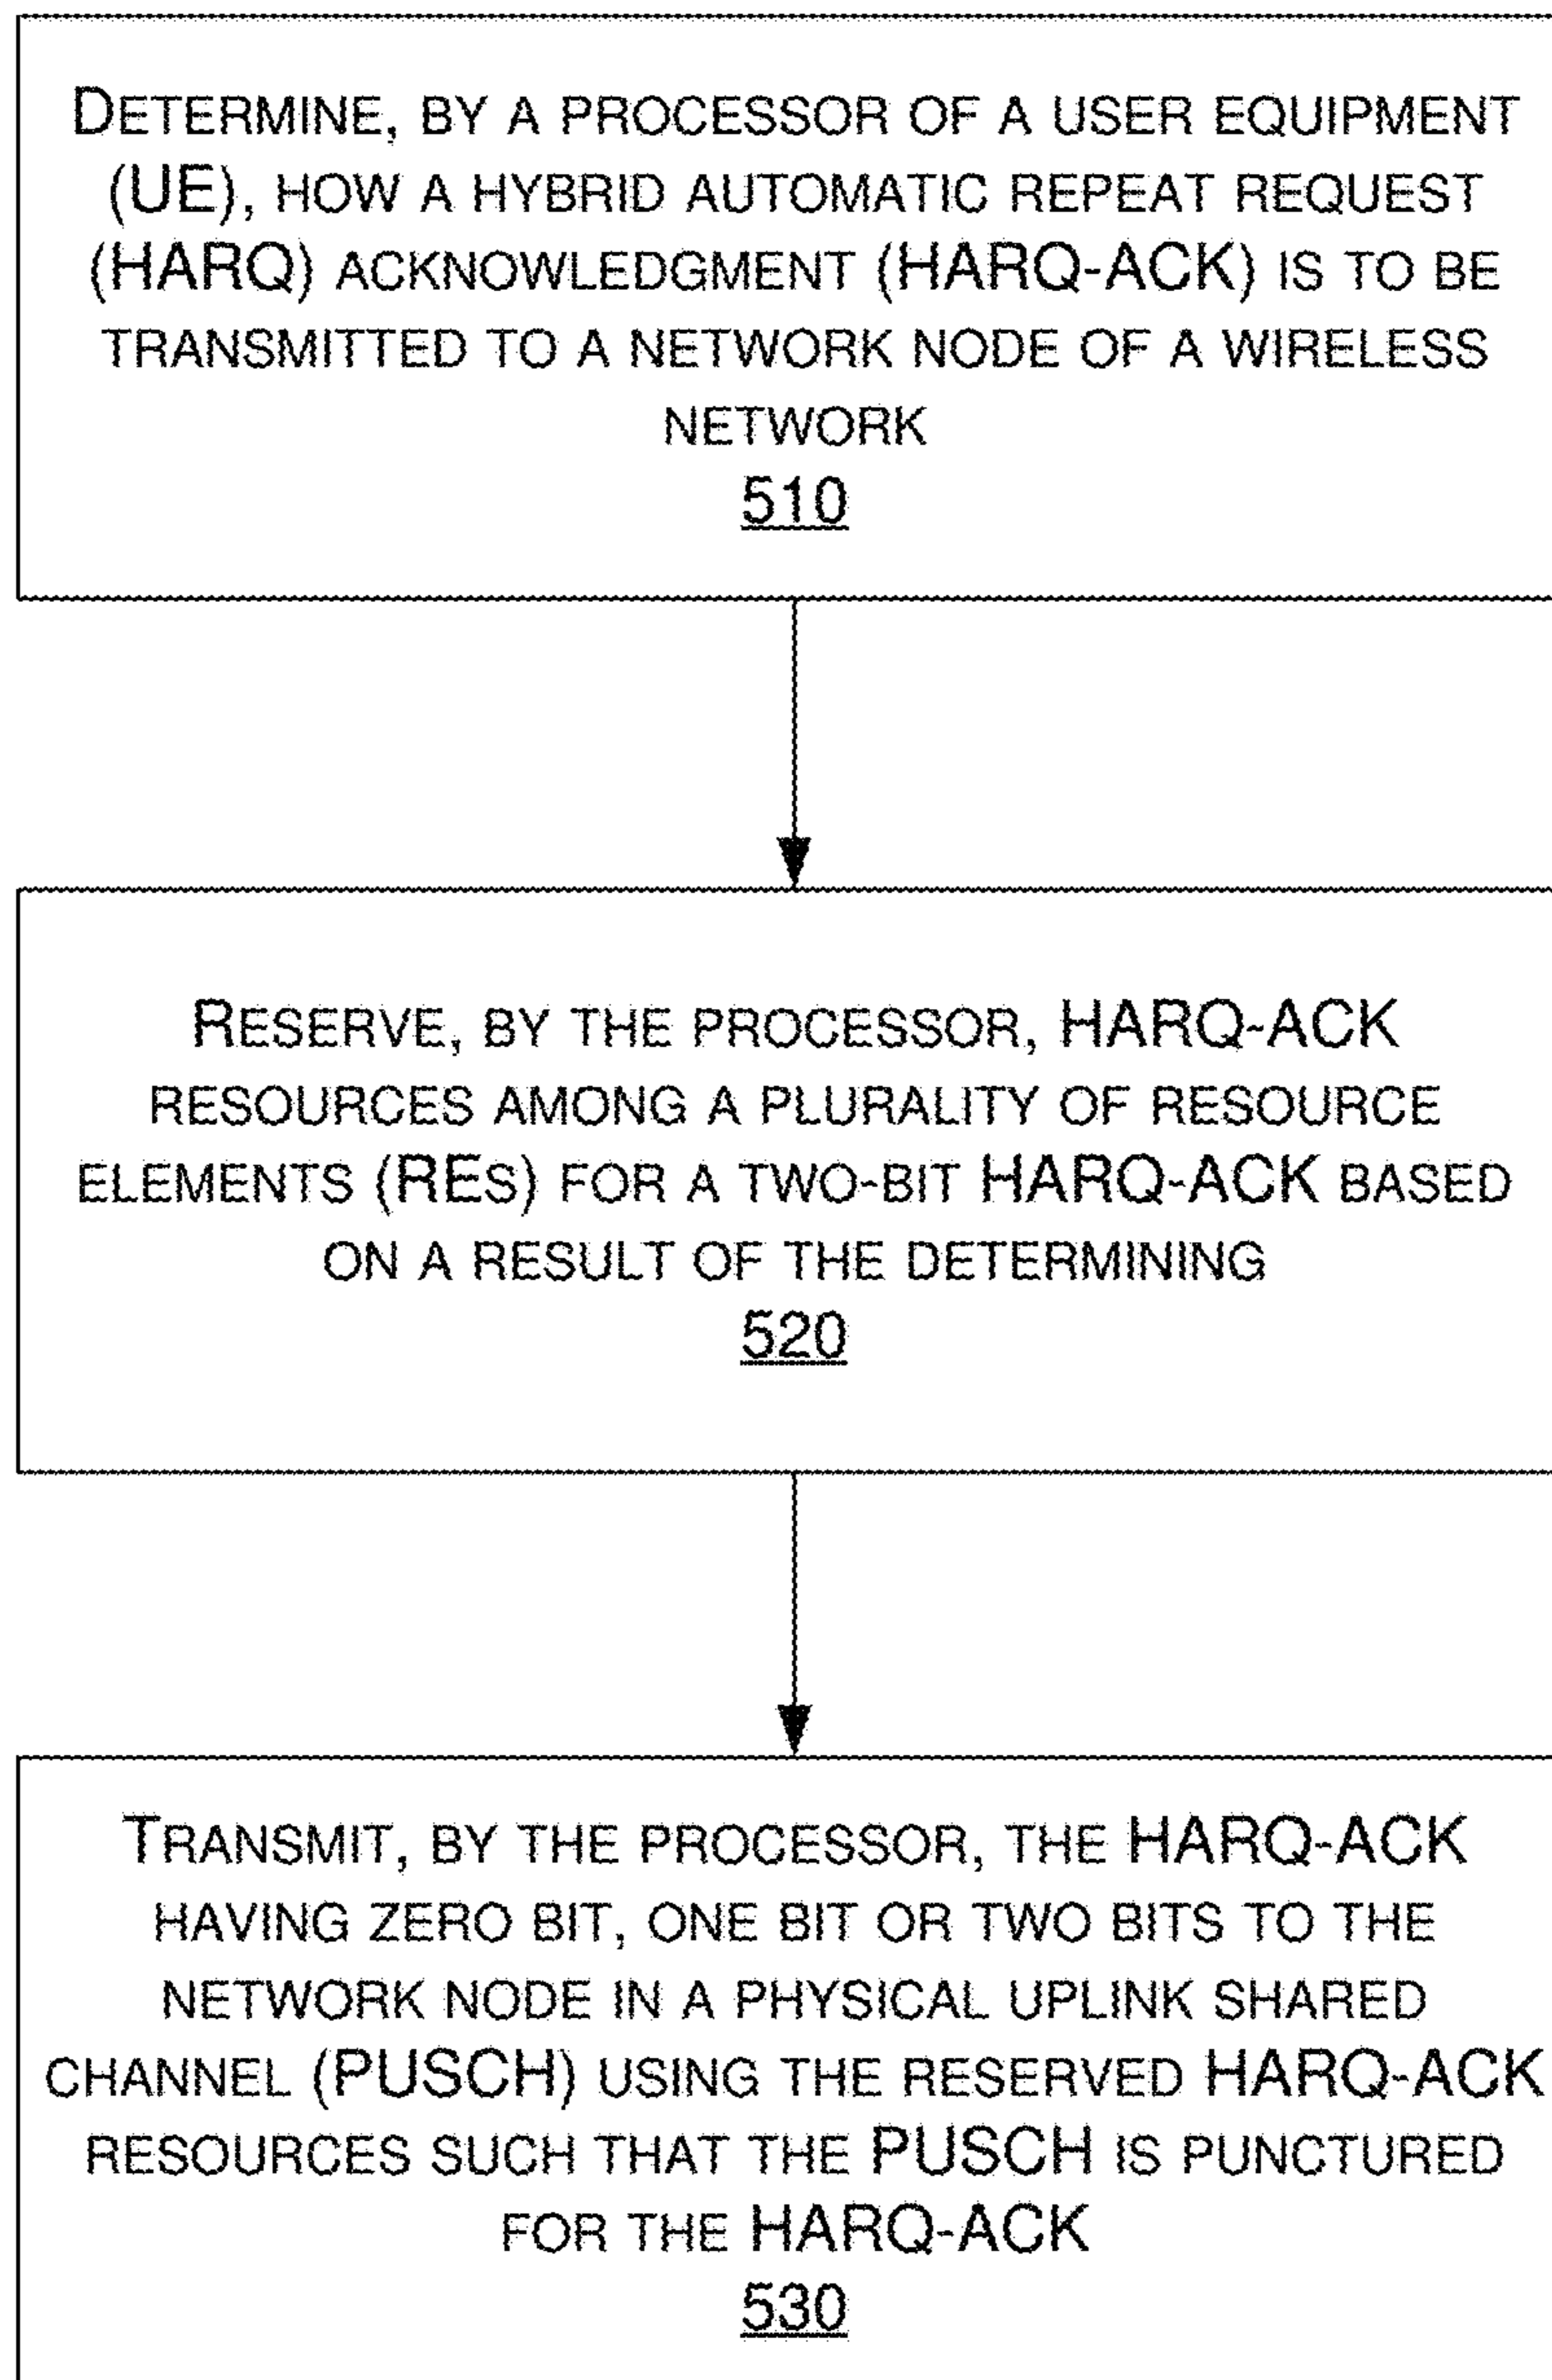 DETERMINE, BY A PROCESSOR OF A USER EQUIPMENT
(UE), HOW A HYBRID AUTOMATIC REPEAT REQUEST
(HARQ) ACKNOWLEDGMENT (HARQ-ACK) IS TO BE
TRANSMITTED TO A NETWORK NODE OF A WIRELESS
NETWORK
510
RESERVE, BY THE PROCESSOR, HARQ-ACK
RESOURCES AMONG A PLURALITY OF RESOURCE
ELEMENTS (RES) FOR A TWO-BIT HARQ-ACK BASED
ON A RESULT OF THE DETERMINING
520
TRANSMIT, BY THE PROCESSOR, THE HARQ-ACK
HAVING ZERO BIT, ONE BIT OR TWO BITS TO THE
NETWORK NODE IN A PHYSICAL UPLINK SHARED
CHANNEL (PUSCH) USING THE RESERVED HARQ-ACK
RESOURCES SUCH THAT THE PUSCH IS PUNCTURED
FOR THE HARQ-ACK
530